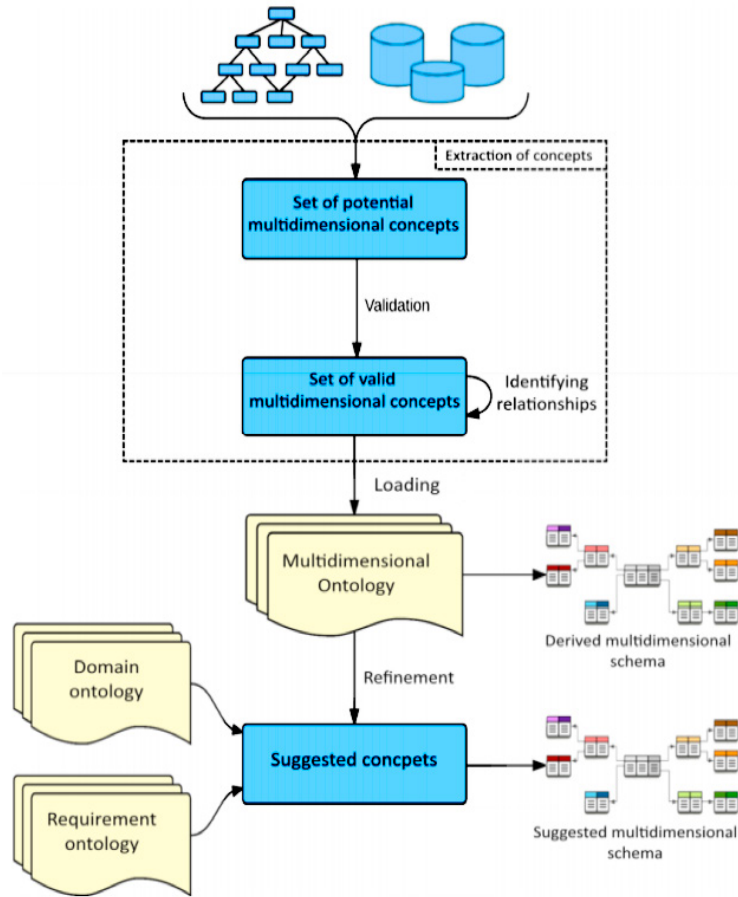 Extraction of concepts
Set of potential
multidimensional concepts
Validation
Set of valid
multidimensional concepts
Identifying
relationships
Loading
Multidimensional
Ontology
Derived multidimensional
schema
Refinement
Domain
ontology
Suggested concpets
Requirement
ontology
Suggested multidimensional
schema